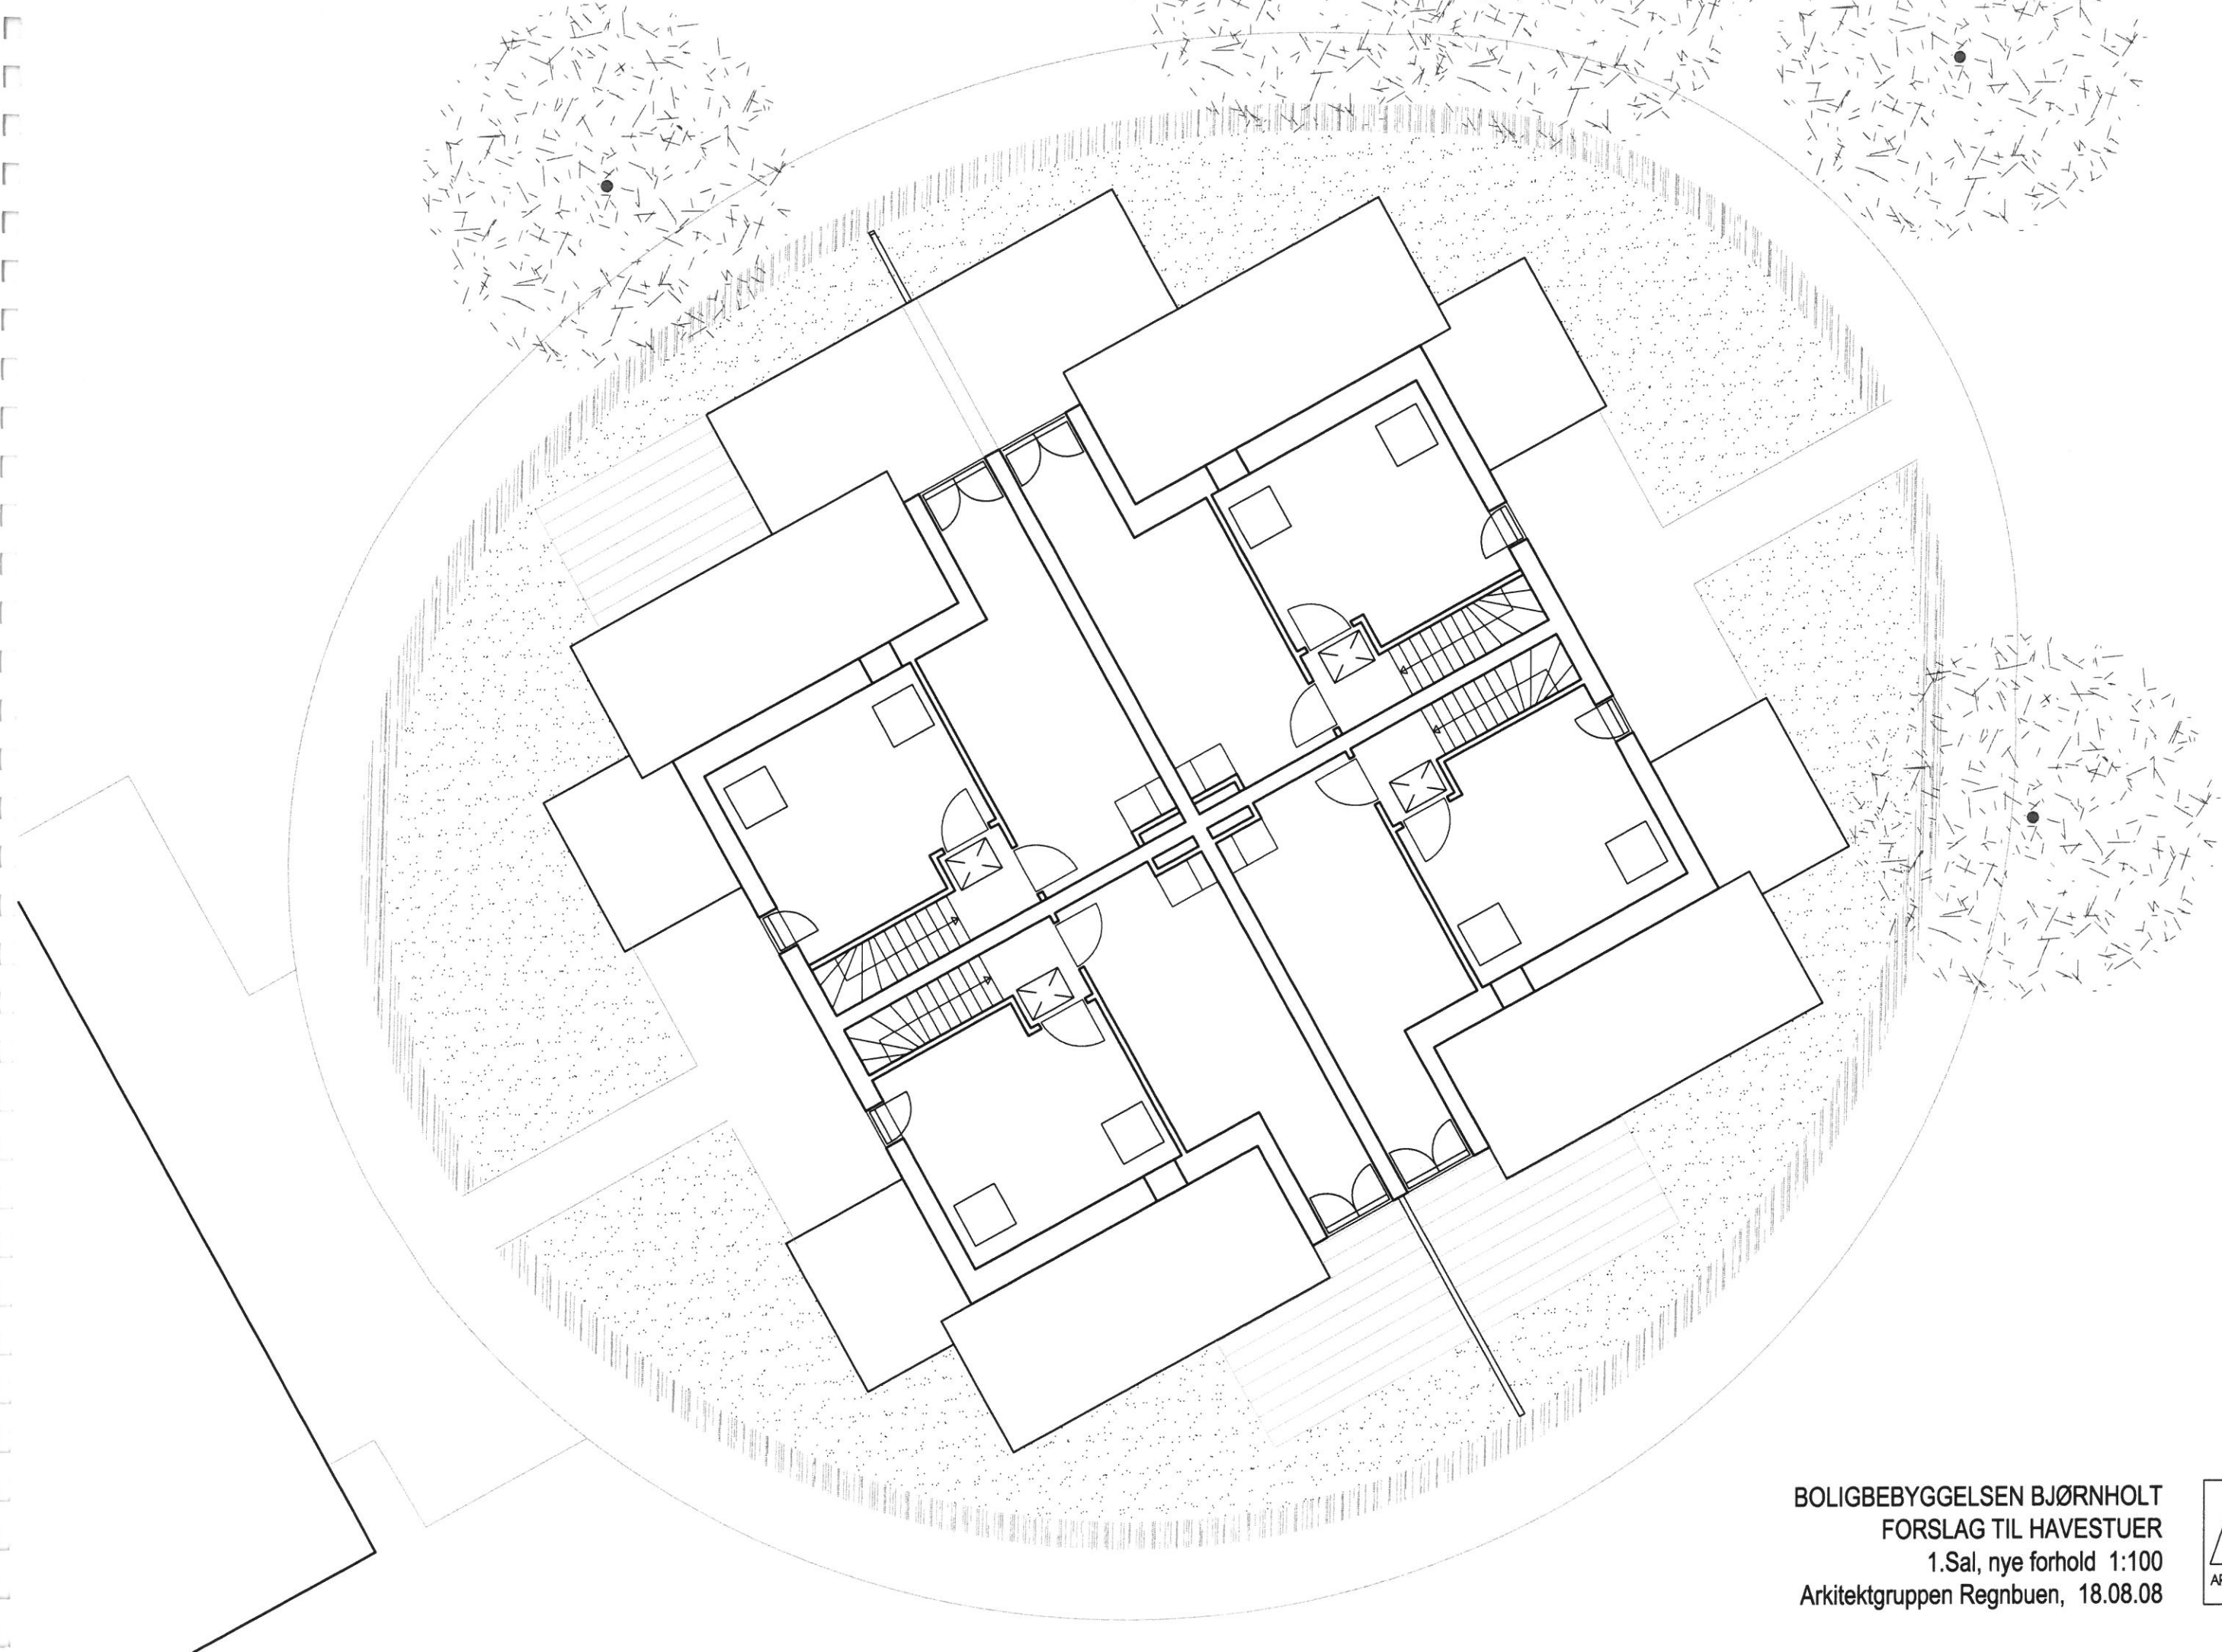 BOLIGBEBYGGELSEN BJØRNHOLT
FORSLAG TIL HAVESTUER
1.Sal, nye forhold 1:100
Arkitektgruppen Regnbuen, 18.08.08